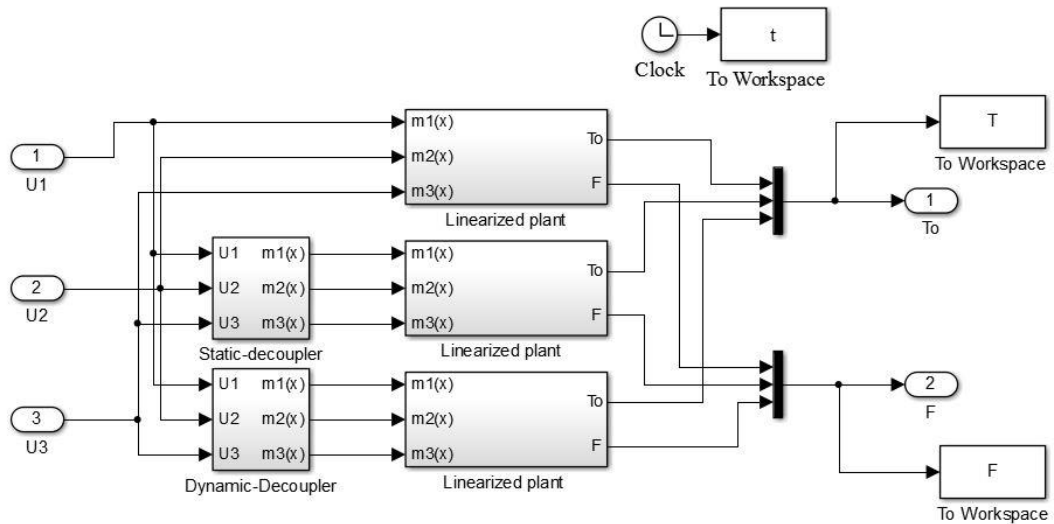 t
Clock
To Workspace
1
U1
m1(x)
m2(x)
m3(x)
To
F
Linearized plant
T
To Workspace
1
To
2
U2
U1
U2
U3
m1(x)
m2(x)
m3(x)
Static-decoupler
m1(x)
m2(x)
m3(x)
To
F
Linearized plant
3
U3
U1
U2
U3
m1(x)
m2(x)
m3(x)
Dynamic-Decoupler
m1(x)
m2(x)
m3(x)
To
F
Linearized plant
2
F
F
To Workspace